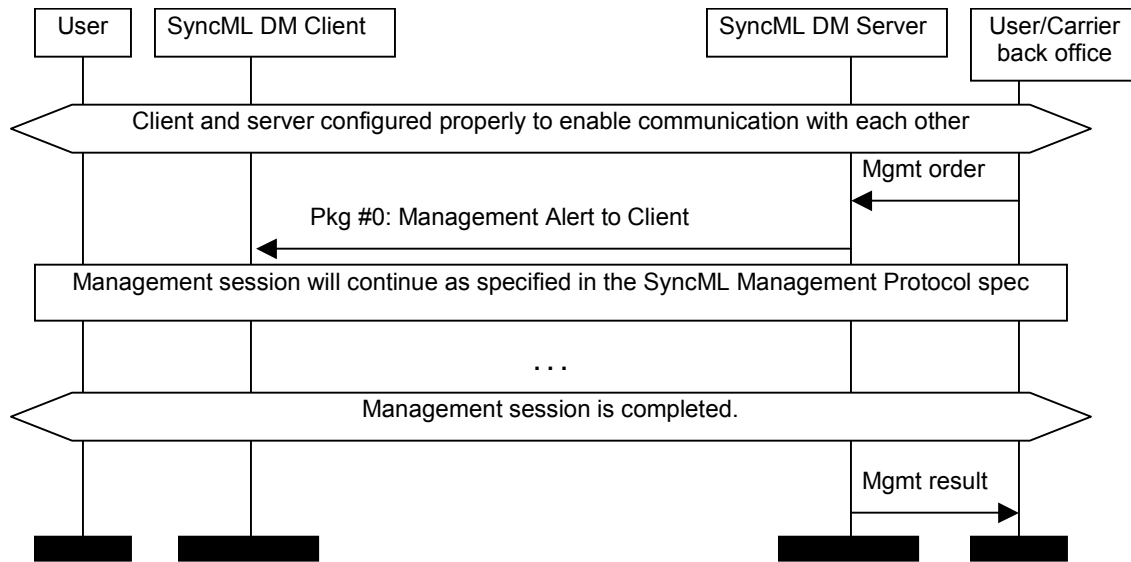 User
SyncML DM Client
SyncML DM Server
User/Carrier
back office
Client and server configured properly to enable communication with each other
Mgmt order
Pkg #0: Management Alert to Client
Management session will continue as specified in the SyncML Management Protocol spec
. . .
Management session is completed.
Mgmt result